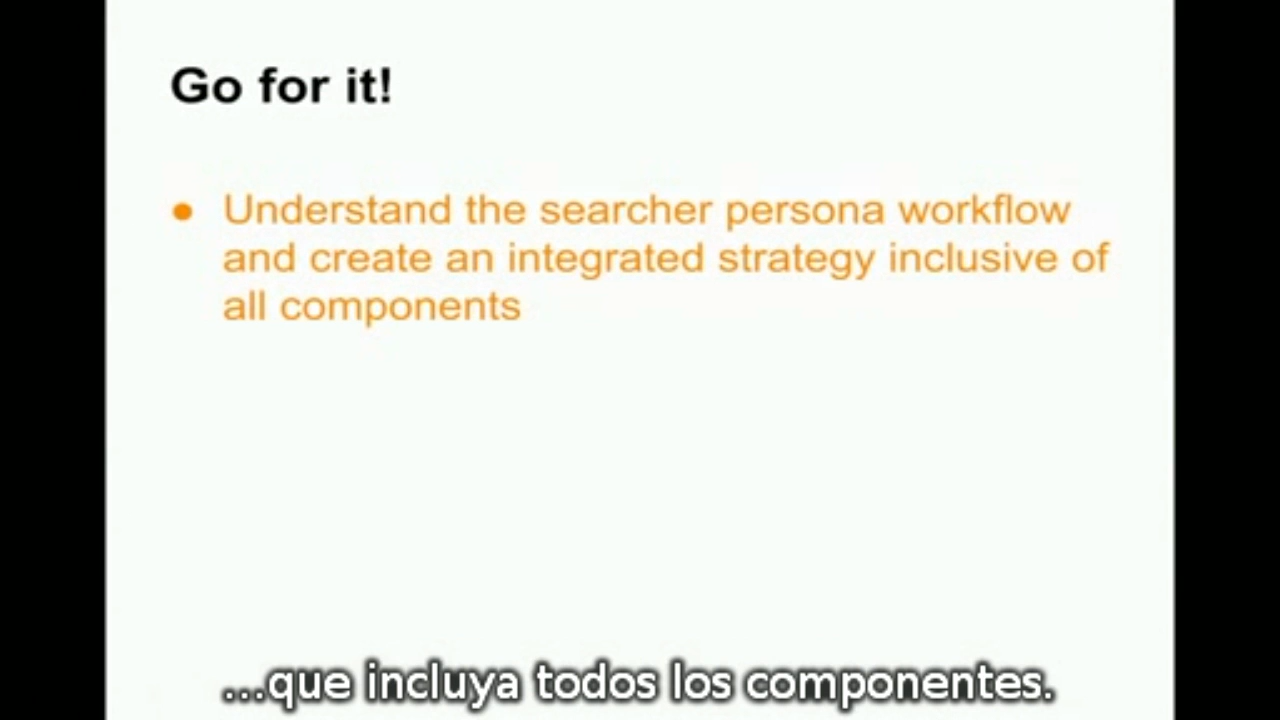 Go for it!
● Understand the searcher persona workflow
and create an integrated strategy inclusive of
all components
...que incluya todos los componentes.